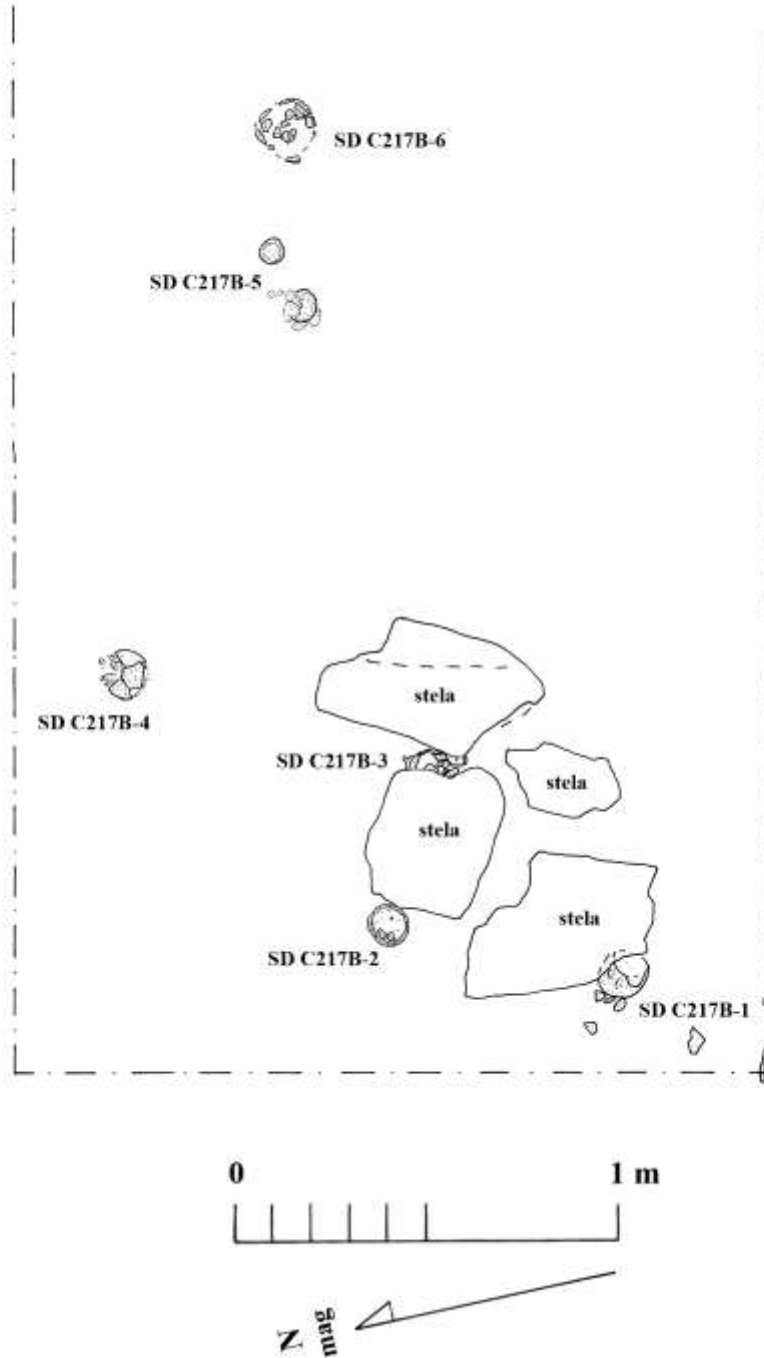 SD C217B-6
SD C217B-5
stela
SD C217B-4
SD C217B-3
stela
stela
stela
SD C217B-2
SD C217B-1
0 1 m
mag
N